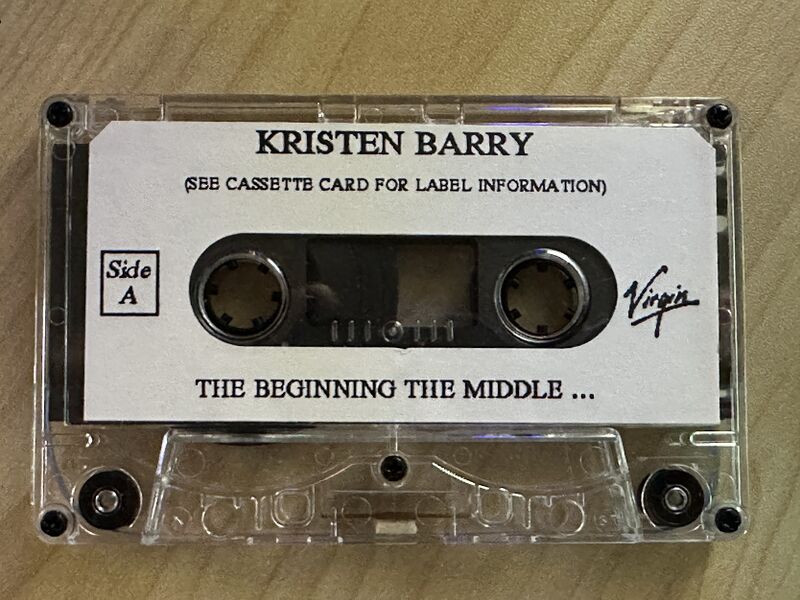 KRISTEN BARRY
(SEE CASSETTE CARD FOR LABEL INFORMATION)
Side
A
Virgin
THE BEGINNING THE MIDDLE ...